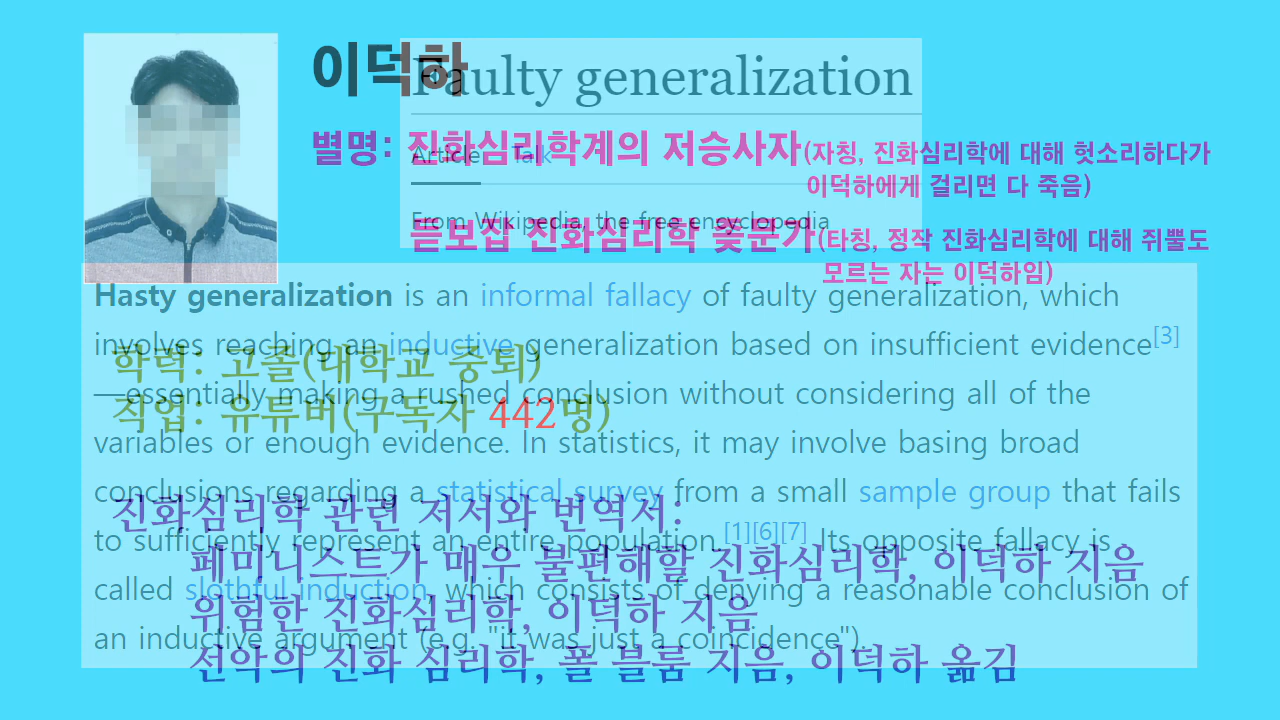 이덕하
별명: 진화심리학계의 저승사자(자칭, 진화심리학에 대해 헛소리하다가
이덕하에게 걸리면 다 죽음)
듣보잡 진화심리학 꽃문가(타칭, 정작 진화심리학에 대해 쥐뿔도
모르는 자는 이덕하임)
학력: 고졸(대학교 중퇴)
직업: 유튜버(구독자 442명)
진화심리학 관련 저서와 번역서:
페미니스트가 매우 불편해할 진화심리학, 이덕하 지음
위험한 진화심리학, 이덕하 지음
선악의 진화 심리학, 폴 블룸 지음, 이덕하 옮김
Faulty generalization
Article Talk
From Wikipedia, the free encyclopedia
Hasty generalization is an informal fallacy of faulty generalization, which
involves reaching an inductive generalization based on insufficient evidence[3]
—essentially making a rushed conclusion without considering all of the
variables or enough evidence. In statistics, it may involve basing broad
conclusions regarding a statistical survey from a small sample group that fails
to sufficiently represent an entire population.[1][6][7] Its opposite fallacy is
called slothful induction, which consists of denying a reasonable conclusion of
an inductive argument (e.g. "it was just a coincidence").